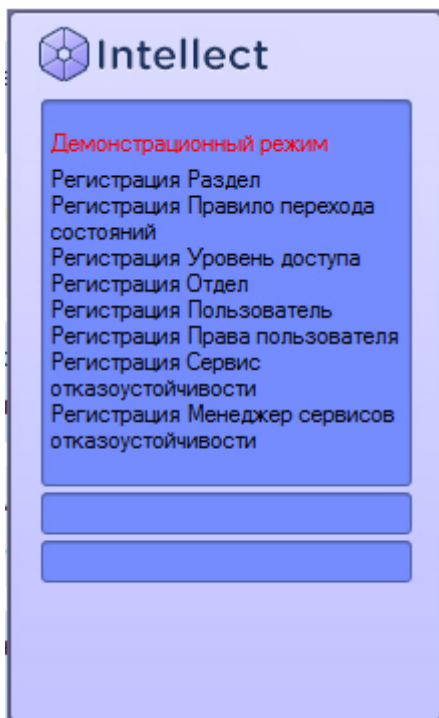 Intellect
Демонстрационный режим
Регистрация Раздел
Регистрация Правило перехода
состояний
Регистрация Уровень доступа
Регистрация Отдел
Регистрация Пользователь
Регистрация Права пользователя
Регистрация Сервис
отказоустойчивости
Регистрация Менеджер сервисов
отказоустойчивости